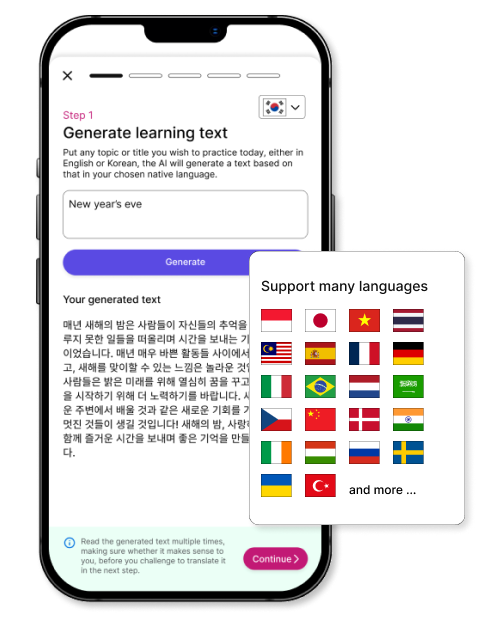 Step 1
Generate learning text
Put any topic or title you wish to practice today, either in
English or Korean, the AI will generate a text based on
that in your chosen native language.
New year’s eve
Generate
Your generated text
매년 새해의 밤은 사람들이 자신들의 추억을
루지 못한 일들을 떠올리며 시간을 보내는 기
이었습니다. 매년 매우 바쁜 활동들 사이에서
고, 새해를 맞이할 수 있는 느낌은 놀라운 것
사람들은 밝은 미래를 위해 열심히 꿈을 꾸고
을 시작하기 위해 더 노력하기를 바랍니다. 새
운 주변에서 배울 것과 같은 새로운 기회를 기
멋진 것들이 생길 것입니다! 새해의 밤, 사랑하
함께 즐거운 시간을 보내며 좋은 기억을 만들
다.
Read the generated text multiple times,
making sure whether it makes sense to
you, before you challenge to translate it
in the next step.
Continue
Support many languages
and more ...